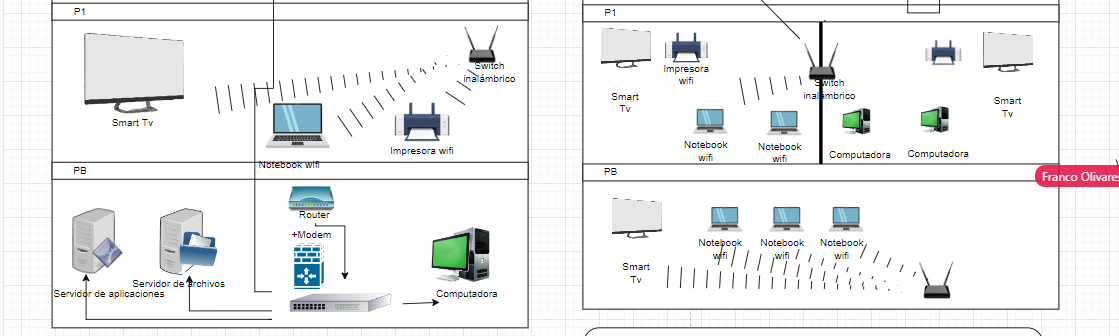 P1
Switch
inalámbrico
Smart Tv
Impresora wifi
Notebook wifi
PB
Router
+Modem
Servidor de archivos
Servidor de aplicaciones
Computadora
P1
Impresora
wifi
Smart
Tv
Switch
inalámbrico
Smart
Tv
Notebook
wifi
Notebook
wifi
Computadora
Computadora
PB
Franco Olivares
Notebook
wifi
Notebook
wifi
Notebook
wifi
Smart
Tv